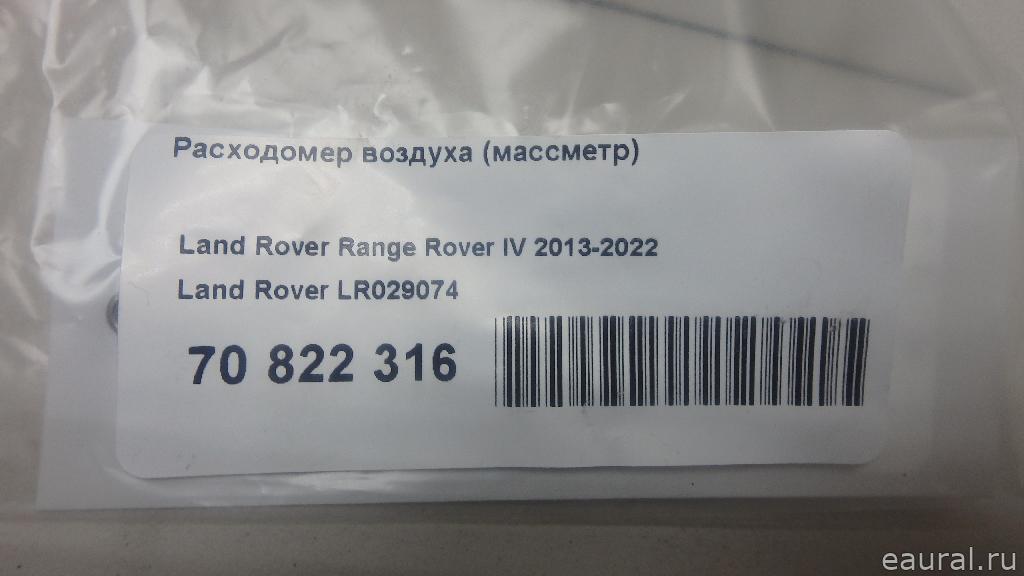 Расходомер воздуха (массметр)
Land Rover Range Rover IV 2013-2022
Land Rover LR029074
70 822 316
eaural.ru